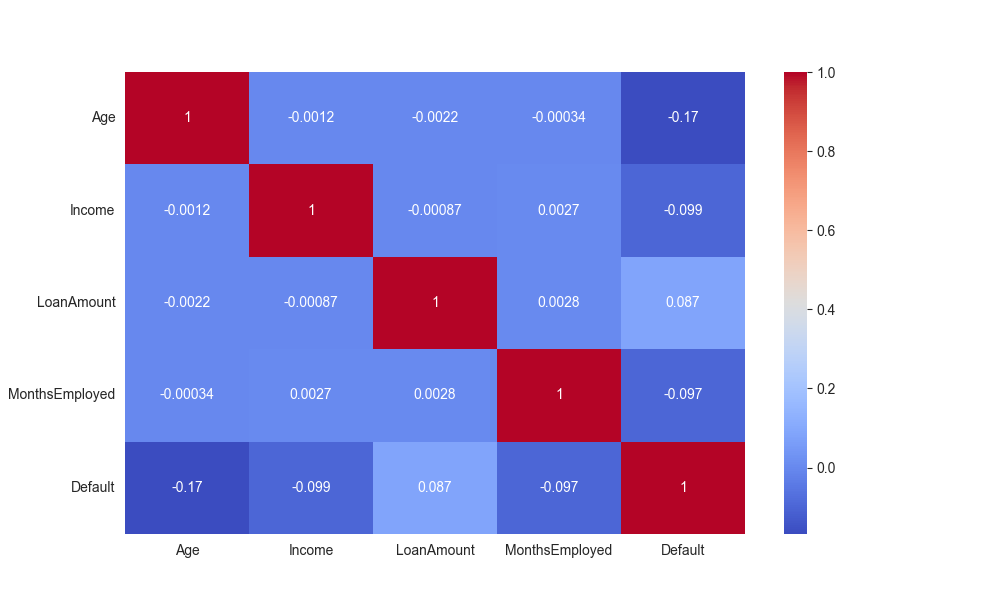 Age 1 -0.0012 -0.0022 -0.00034 -0.17
Income -0.0012 1 -0.00087 0.0027 -0.099
LoanAmount -0.0022 -0.00087 1 0.0028 0.087
MonthsEmployed -0.00034 0.0027 0.0028 1 -0.097
Default -0.17 -0.099 0.087 -0.097 1
Age Income LoanAmount MonthsEmployed Default
1.0
0.8
0.6
0.4
0.2
0.0